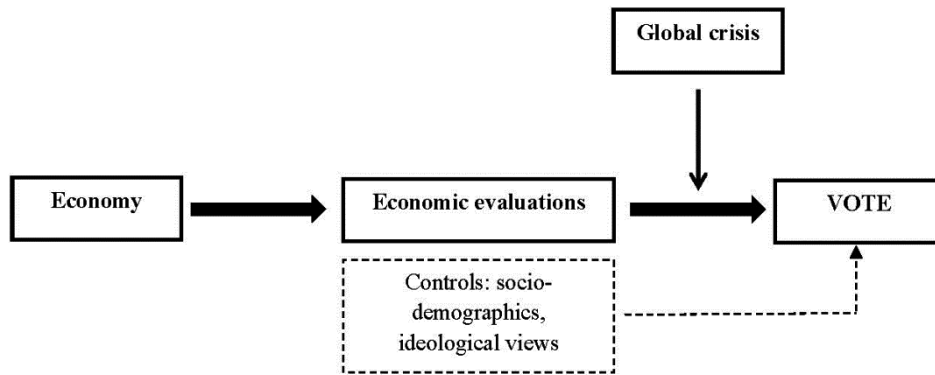 Global crisis
Economy
Economic evaluations
VOTE
Controls: socio-
demographics,
ideological views